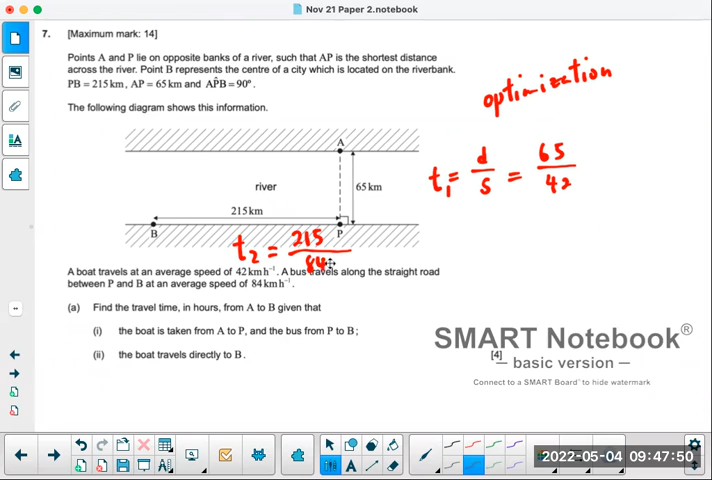 Nov 21 Paper 2.notebook
7. [Maximum mark: 14]
Points A and P lie on opposite banks of a river, such that AP is the shortest distance
across the river. Point B represents the centre of a city which is located on the riverbank.
PB = 215 km, AP = 65 km and AP̂B = 90°.
The following diagram shows this information.
optimization
A
river
65 km
215 km
B
P
t₁ = d/s = 65/42
t₂ = 215/84
A boat travels at an average speed of 42 km h⁻¹. A bus travels along the straight road
between P and B at an average speed of 84 km h⁻¹.
(a) Find the travel time, in hours, from A to B given that
(i) the boat is taken from A to P, and the bus from P to B;
(ii) the boat travels directly to B.
[4]
SMART Notebook®
— basic version —
Connect to a SMART Board™ to hide watermark
2022-05-04 09:47:50